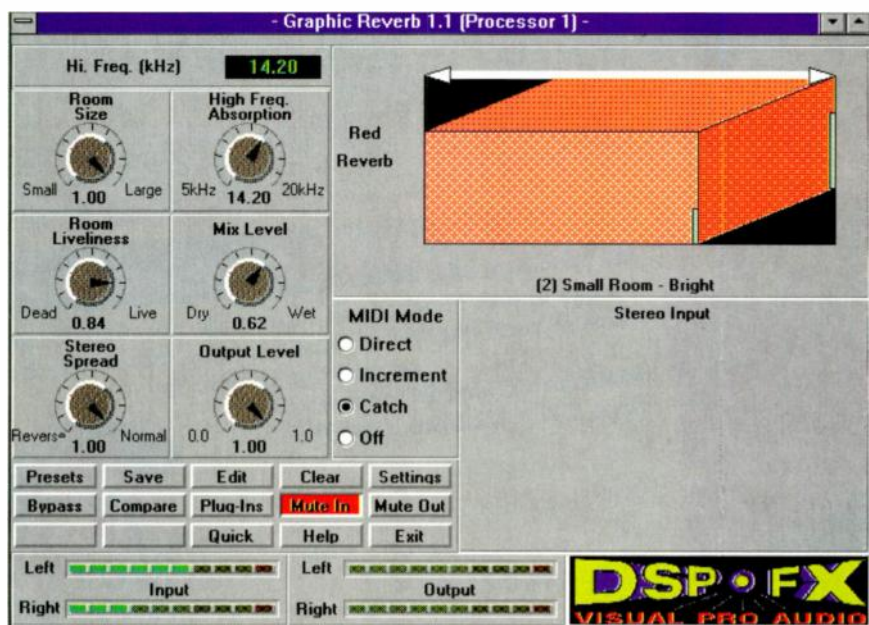 - Graphic Reverb 1.1 (Processor 1) -
Hi. Freq. (kHz) 14.20
Room Size
Small 1.00 Large
High Freq. Absorption
5kHz 14.20 20kHz
Room Liveliness
Dead 0.84 Live
Mix Level
Dry 0.62 Wet
Stereo Spread
Reverse 1.00 Normal
Output Level
0.0 1.00 1.0
Red Reverb
(2) Small Room - Bright
MIDI Mode
Direct
Increment
Catch
Off
Stereo Input
Presets Save Edit Clear Settings
Bypass Compare Plug-Ins Mute In Mute Out
Quick Help Exit
Left
Input
Right
Left
Output
Right
DSP FX
VISUAL PRO AUDIO